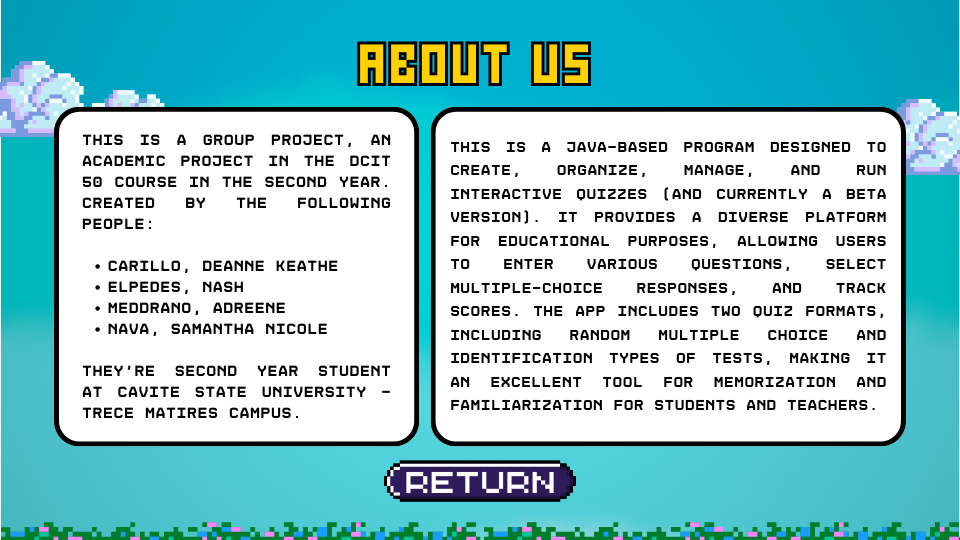 ABOUT US
THIS IS A GROUP PROJECT, AN
ACADEMIC PROJECT IN THE DCIT
50 COURSE IN THE SECOND YEAR.
CREATED BY THE FOLLOWING
PEOPLE:
• CARILLO, DEANNE KEATHE
• ELPEDES, NASH
• MEDDRANO, ADREENE
• NAVA, SAMANTHA NICOLE
THEY'RE SECOND YEAR STUDENT
AT CAVITE STATE UNIVERSITY -
TRECE MATIRES CAMPUS.
THIS IS A JAVA-BASED PROGRAM DESIGNED TO
CREATE, ORGANIZE, MANAGE, AND RUN
INTERACTIVE QUIZZES (AND CURRENTLY A BETA
VERSION). IT PROVIDES A DIVERSE PLATFORM
FOR EDUCATIONAL PURPOSES, ALLOWING USERS
TO ENTER VARIOUS QUESTIONS, SELECT
MULTIPLE-CHOICE RESPONSES, AND TRACK
SCORES. THE APP INCLUDES TWO QUIZ FORMATS,
INCLUDING RANDOM MULTIPLE CHOICE AND
IDENTIFICATION TYPES OF TESTS, MAKING IT
AN EXCELLENT TOOL FOR MEMORIZATION AND
FAMILIARIZATION FOR STUDENTS AND TEACHERS.
RETURN